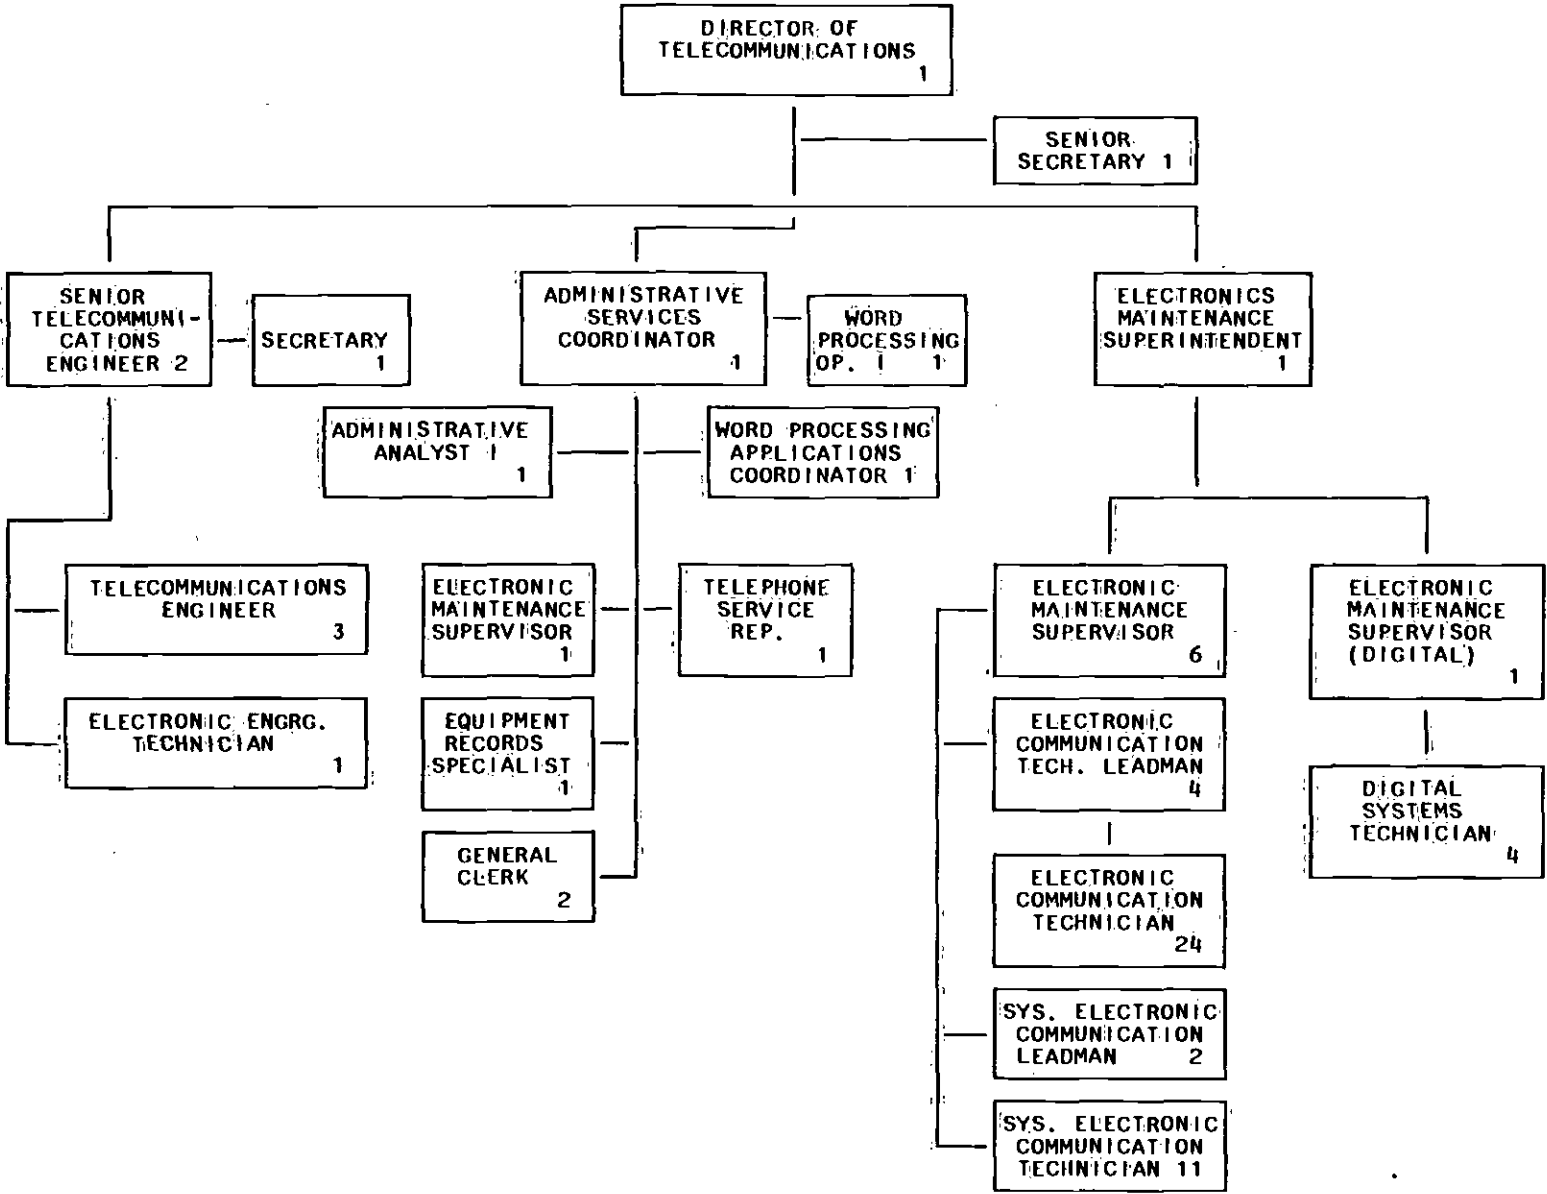 DIRECTOR OF
TELECOMMUNICATIONS
1
SENIOR
SECRETARY 1
SENIOR
TELECOMMUNI-
CATIONS
ENGINEER 2
SECRETARY
1
ADMINISTRATIVE
SERVICES
COORDINATOR
1
WORD
PROCESSING
OP. I 1
ELECTRONICS
MAINTENANCE
SUPERINTENDENT
1
ADMINISTRATIVE
ANALYST I
1
WORD PROCESSING
APPLICATIONS
COORDINATOR 1
TELECOMMUNICATIONS
ENGINEER
3
ELECTRONIC
MAINTENANCE
SUPERVISOR
1
TELEPHONE
SERVICE
REP.
1
ELECTRONIC
MAINTENANCE
SUPERVISOR
6
ELECTRONIC
MAINTENANCE
SUPERVISOR
(DIGITAL)
1
ELECTRONIC ENGRG.
TECHNICIAN
1
EQUIPMENT
RECORDS
SPECIALIST
1
ELECTRONIC
COMMUNICATION
TECH. LEADMAN
4
DIGITAL
SYSTEMS
TECHNICIAN
4
GENERAL
CLERK
2
ELECTRONIC
COMMUNICATION
TECHNICIAN
24
SYS. ELECTRONIC
COMMUNICATION
LEADMAN 2
SYS. ELECTRONIC
COMMUNICATION
TECHNICIAN 11